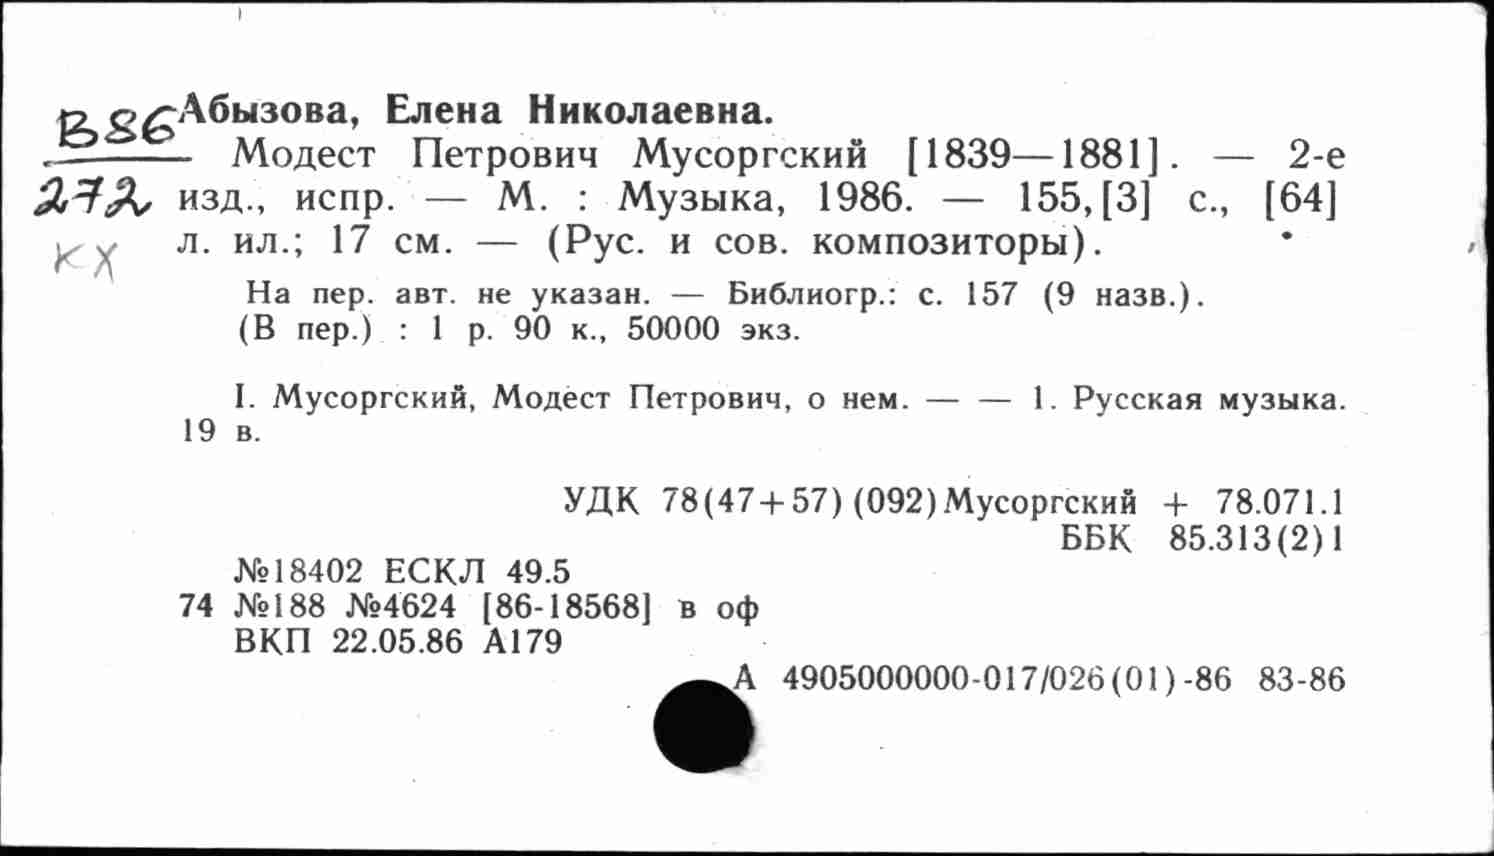 Абызова, Елена Николаевна.
В86
Модест Петрович Мусоргский [1839—1881]. — 2-е
272
изд., испр. — М. : Музыка, 1986. — 155,[3] с., [64]
кх
л. ил.; 17 см. — (Рус. и сов. композиторы).
На пер. авт. не указан. — Библиогр.: с. 157 (9 назв.).
(В пер.) : 1 р. 90 к., 50000 экз.
I. Мусоргский, Модест Петрович, о нем. — — 1. Русская музыка.
19 в.
УДК 78(47+57)(092)Мусоргский + 78.071.1
ББК 85.313(2)1
№18402 ЕСКЛ 49.5
74 №188 №4624 [86-18568] в оф
ВКП 22.05.86 А179
А 4905000000-017/026(01)-86 83-86